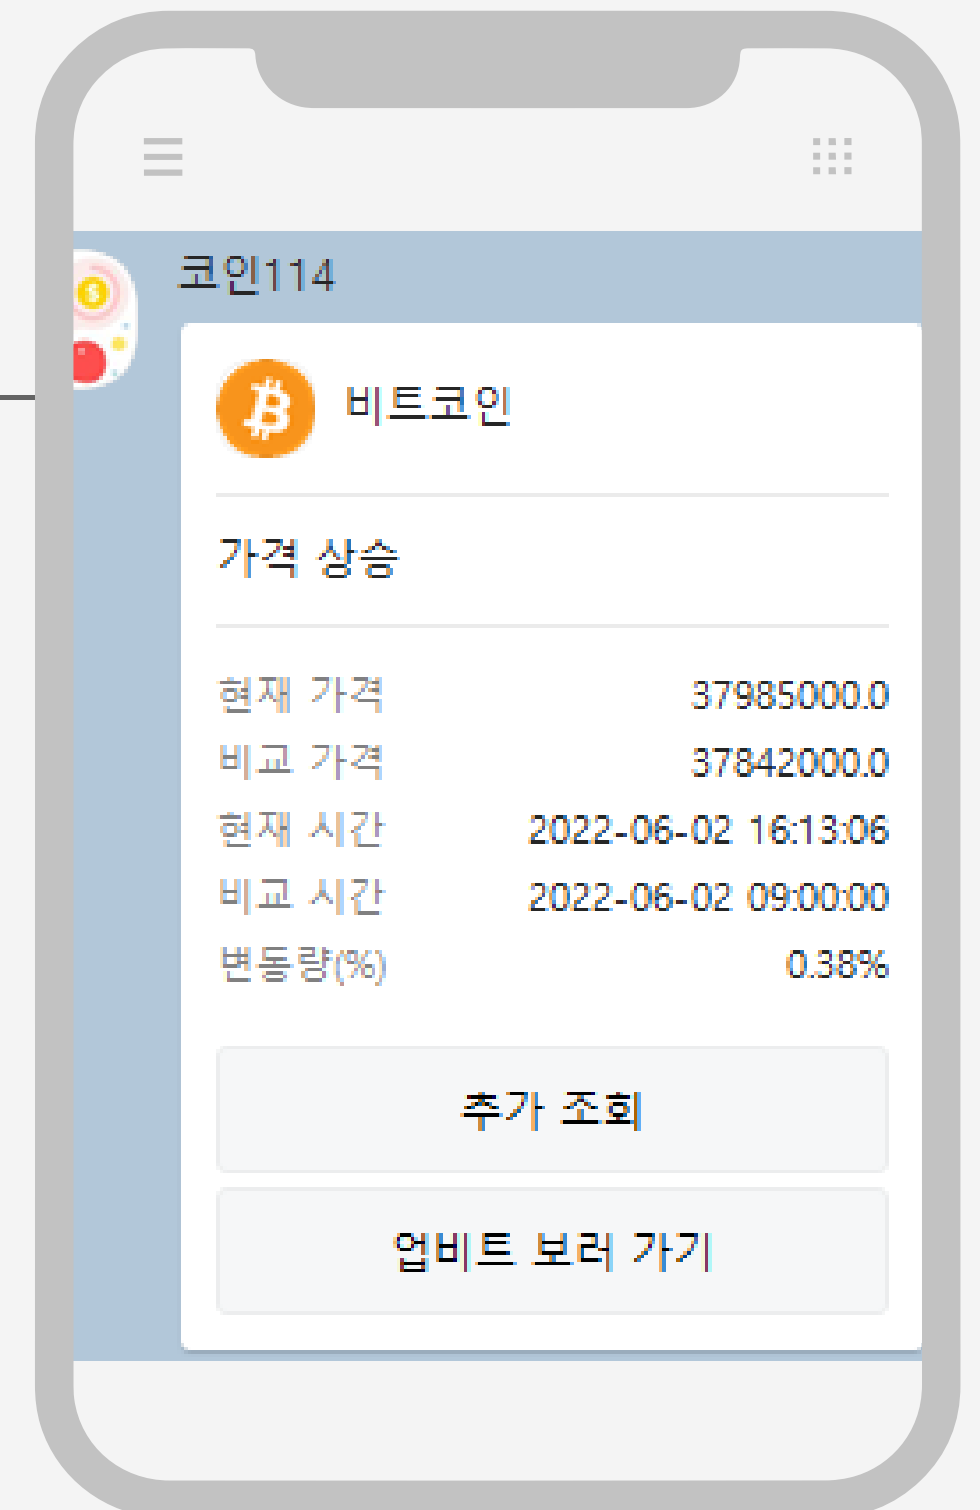 코인114
비트코인
가격 상승
현재 가격 37985000.0
비교 가격 37842000.0
현재 시간 2022-06-02 16:13:06
비교 시간 2022-06-02 09:00:00
변동량(%) 0.38%
추가 조회
업비트 보러 가기